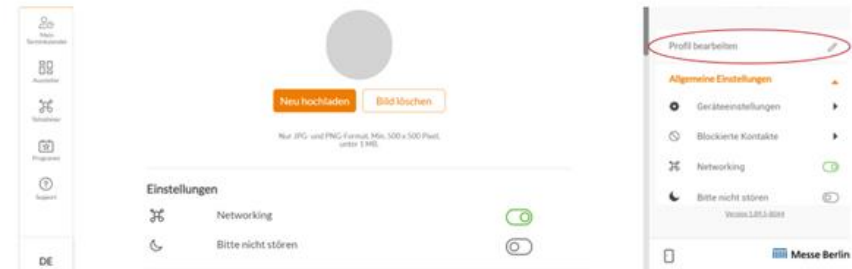 Mein
Terminkalender
Aussteller
Teilnehmer
Programm
Support
DE
Neu hochladen
Bild löschen
Nur JPG- und PNG-Format. Min. 500 x 500 Pixel,
unter 1 MB.
Einstellungen
Networking
Bitte nicht stören
Profil bearbeiten
Allgemeine Einstellungen
Geräteeinstellungen
Blockierte Kontakte
Networking
Bitte nicht stören
Messe Berlin